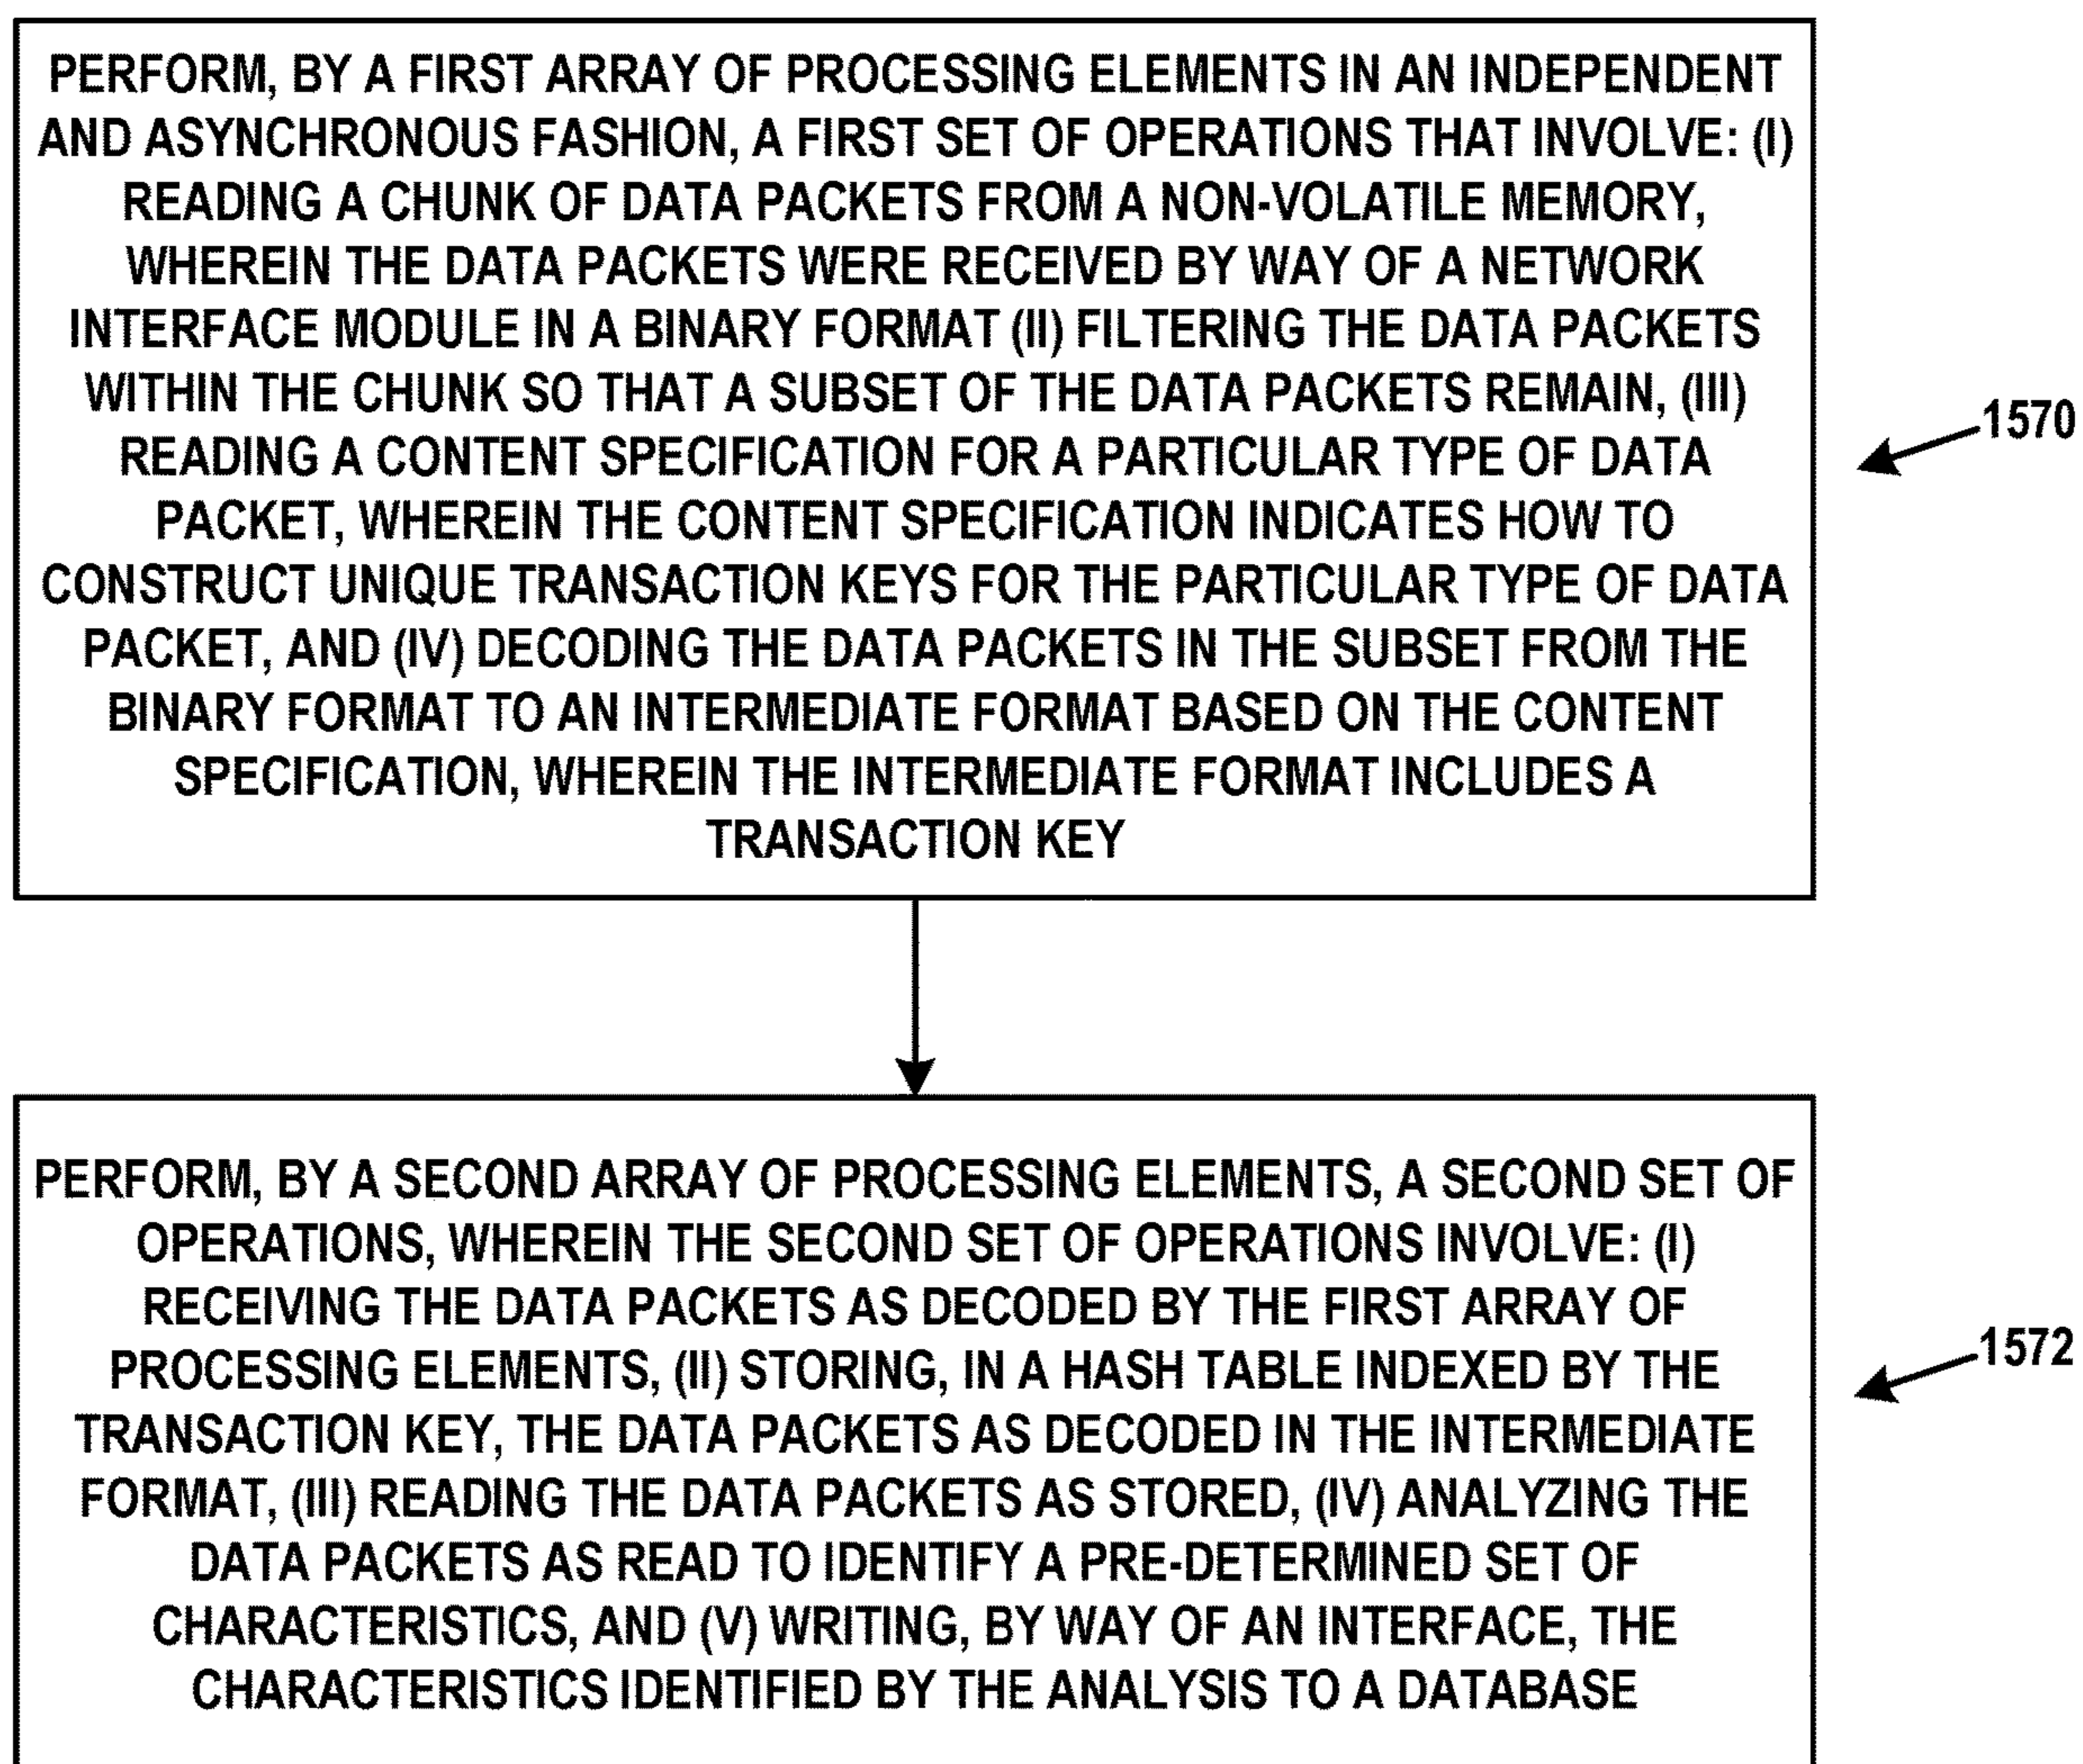 PERFORM, BY A FIRST ARRAY OF PROCESSING ELEMENTS IN AN INDEPENDENT
AND ASYNCHRONOUS FASHION, A FIRST SET OF OPERATIONS THAT INVOLVE: (I)
READING A CHUNK OF DATA PACKETS FROM A NON-VOLATILE MEMORY,
WHEREIN THE DATA PACKETS WERE RECEIVED BY WAY OF A NETWORK
INTERFACE MODULE IN A BINARY FORMAT (II) FILTERING THE DATA PACKETS
WITHIN THE CHUNK SO THAT A SUBSET OF THE DATA PACKETS REMAIN, (III)
READING A CONTENT SPECIFICATION FOR A PARTICULAR TYPE OF DATA
PACKET, WHEREIN THE CONTENT SPECIFICATION INDICATES HOW TO
CONSTRUCT UNIQUE TRANSACTION KEYS FOR THE PARTICULAR TYPE OF DATA
PACKET, AND (IV) DECODING THE DATA PACKETS IN THE SUBSET FROM THE
BINARY FORMAT TO AN INTERMEDIATE FORMAT BASED ON THE CONTENT
SPECIFICATION, WHEREIN THE INTERMEDIATE FORMAT INCLUDES A
TRANSACTION KEY
1570
PERFORM, BY A SECOND ARRAY OF PROCESSING ELEMENTS, A SECOND SET OF
OPERATIONS, WHEREIN THE SECOND SET OF OPERATIONS INVOLVE: (I)
RECEIVING THE DATA PACKETS AS DECODED BY THE FIRST ARRAY OF
PROCESSING ELEMENTS, (II) STORING, IN A HASH TABLE INDEXED BY THE
TRANSACTION KEY, THE DATA PACKETS AS DECODED IN THE INTERMEDIATE
FORMAT, (III) READING THE DATA PACKETS AS STORED, (IV) ANALYZING THE
DATA PACKETS AS READ TO IDENTIFY A PRE-DETERMINED SET OF
CHARACTERISTICS, AND (V) WRITING, BY WAY OF AN INTERFACE, THE
CHARACTERISTICS IDENTIFIED BY THE ANALYSIS TO A DATABASE
1572